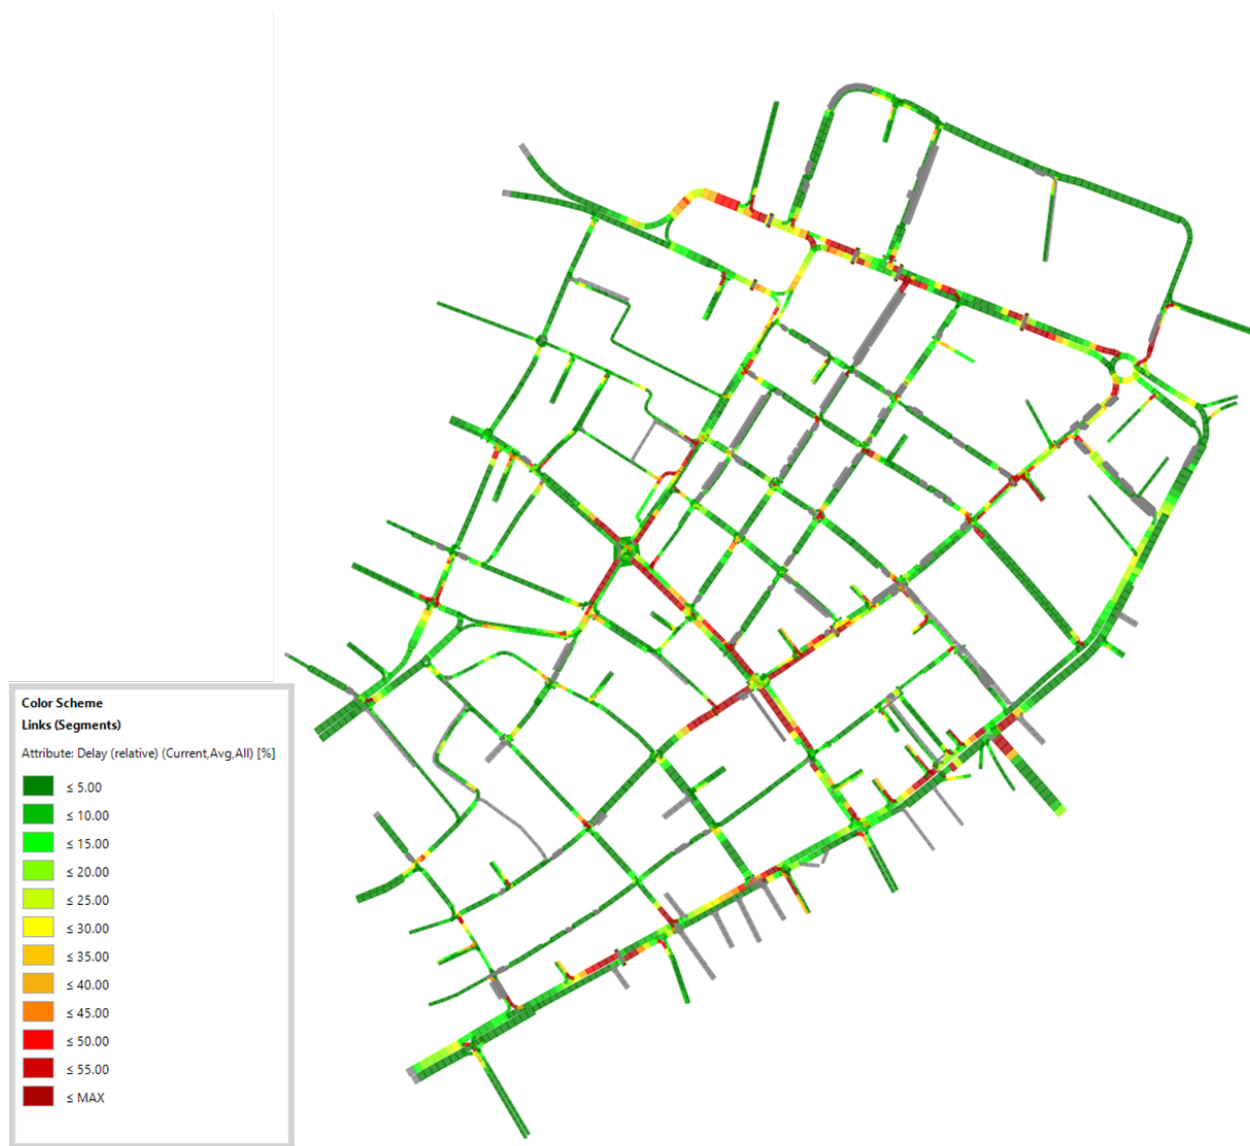 Color Scheme
Links (Segments)
Attribute: Delay (relative) (Current,Avg,All) [%]
≤ 5.00
≤ 10.00
≤ 15.00
≤ 20.00
≤ 25.00
≤ 30.00
≤ 35.00
≤ 40.00
≤ 45.00
≤ 50.00
≤ 55.00
≤ MAX